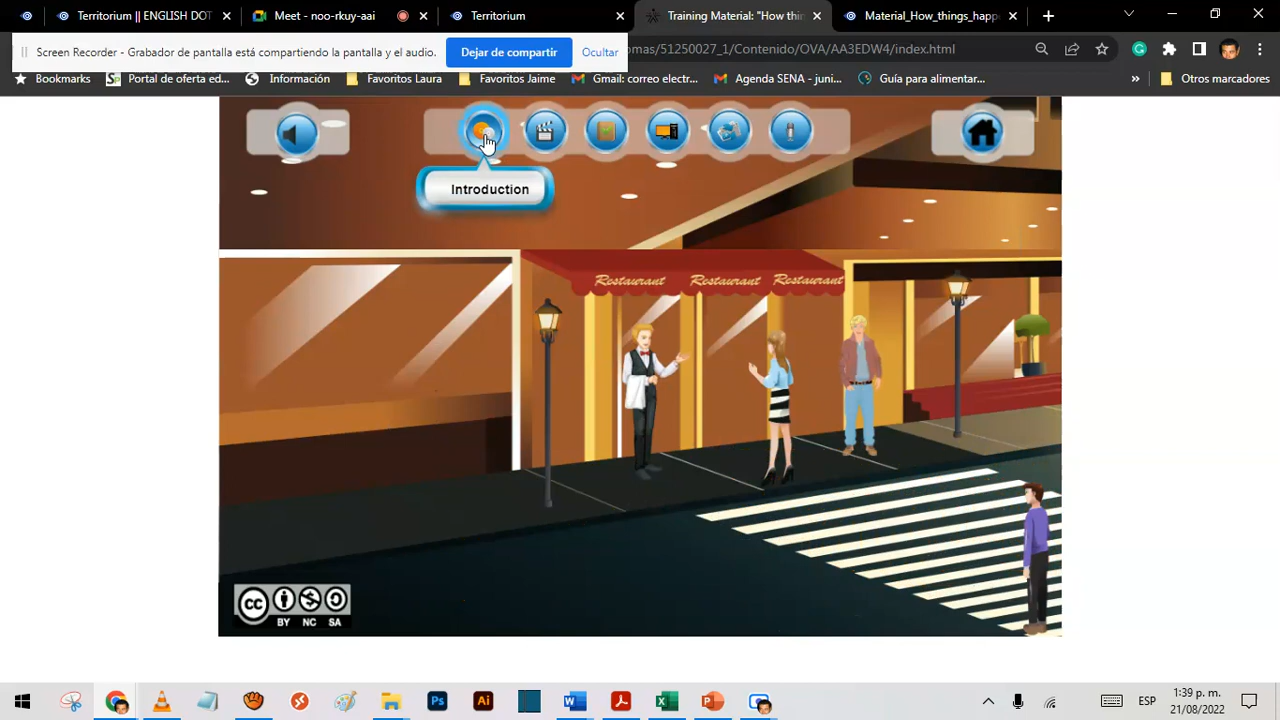 Territorium || ENGLISH DOT
Meet - noo-rkuy-aai
Territorium
Training Material: "How thin
Material_How_things_happ
Screen Recorder - Grabador de pantalla está compartiendo la pantalla y el audio.
Dejar de compartir
Ocultar
omas/51250027_1/Contenido/OVA/AA3EDW4/index.html
Bookmarks
Portal de oferta ed...
Información
Favoritos Laura
Favoritos Jaime
Gmail: correo electr...
Agenda SENA - juni...
Guía para alimentar...
Otros marcadores
Introduction
Restaurant Restaurant Restaurant
CC
BY NC SA
ESP
1:39 p. m.
21/08/2022